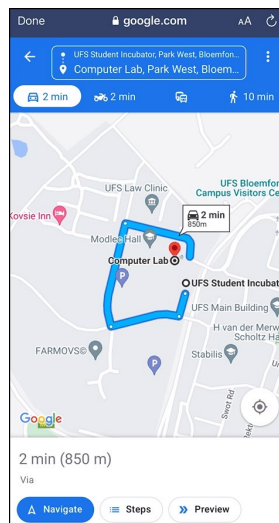 Done
google.com
AA
UFS Student Incubator, Park West, Bloemfon...
Computer Lab, Park West, Bloem...
2 min
2 min
10 min
UFS Law Clinic
UFS Bloemfon
Campus Visitors Ce
Kovsie Inn
2 min
850m
Modlec Hall
Computer Lab
P
UFS Student Incubat
UFS Main Building
H van der Merw
Scholtz Ha
FARMOVS©
P
Stabilis
Swot Rd
Google
2 min (850 m)
Via
Navigate
Steps
Preview